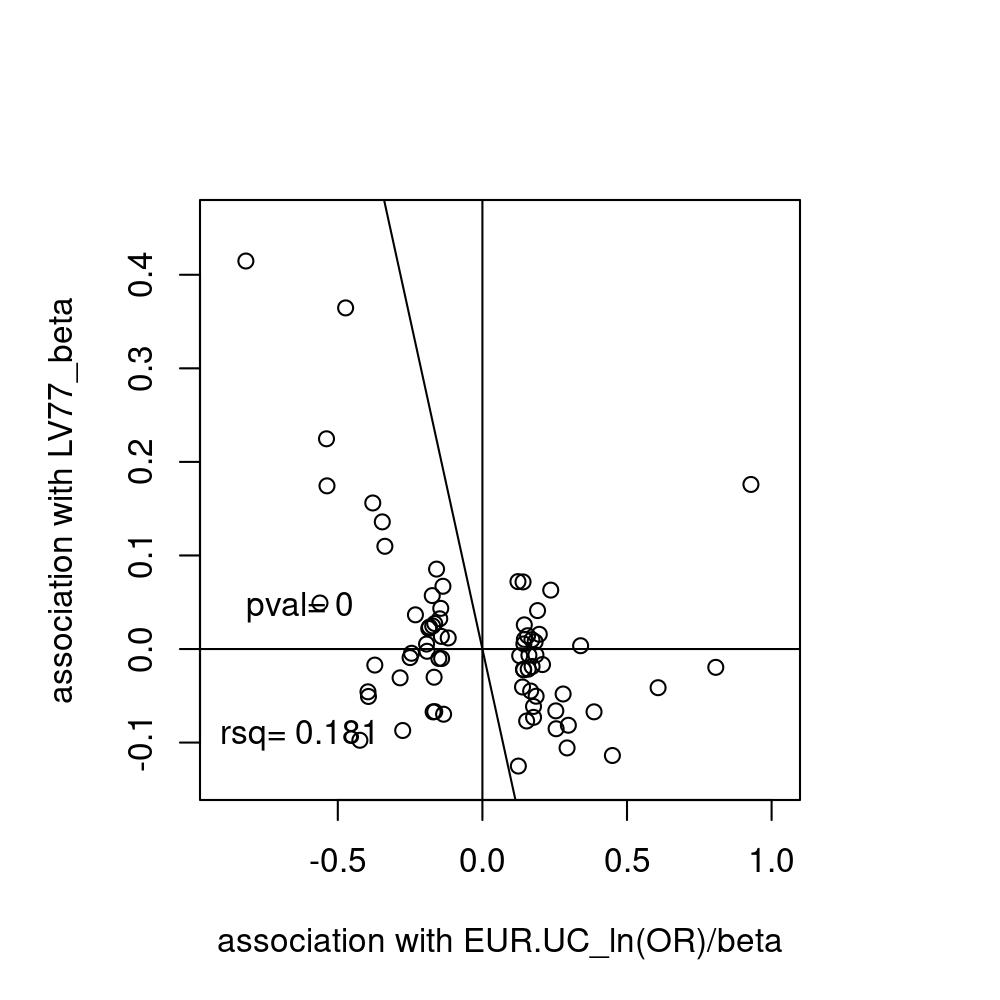 0.4
0.3
0.2
0.1
0.0
-0.1
association with LV77_beta
pval= 0
rsq= 0.181
-0.5 0.0 0.5 1.0
association with EUR.UC_ln(OR)/beta